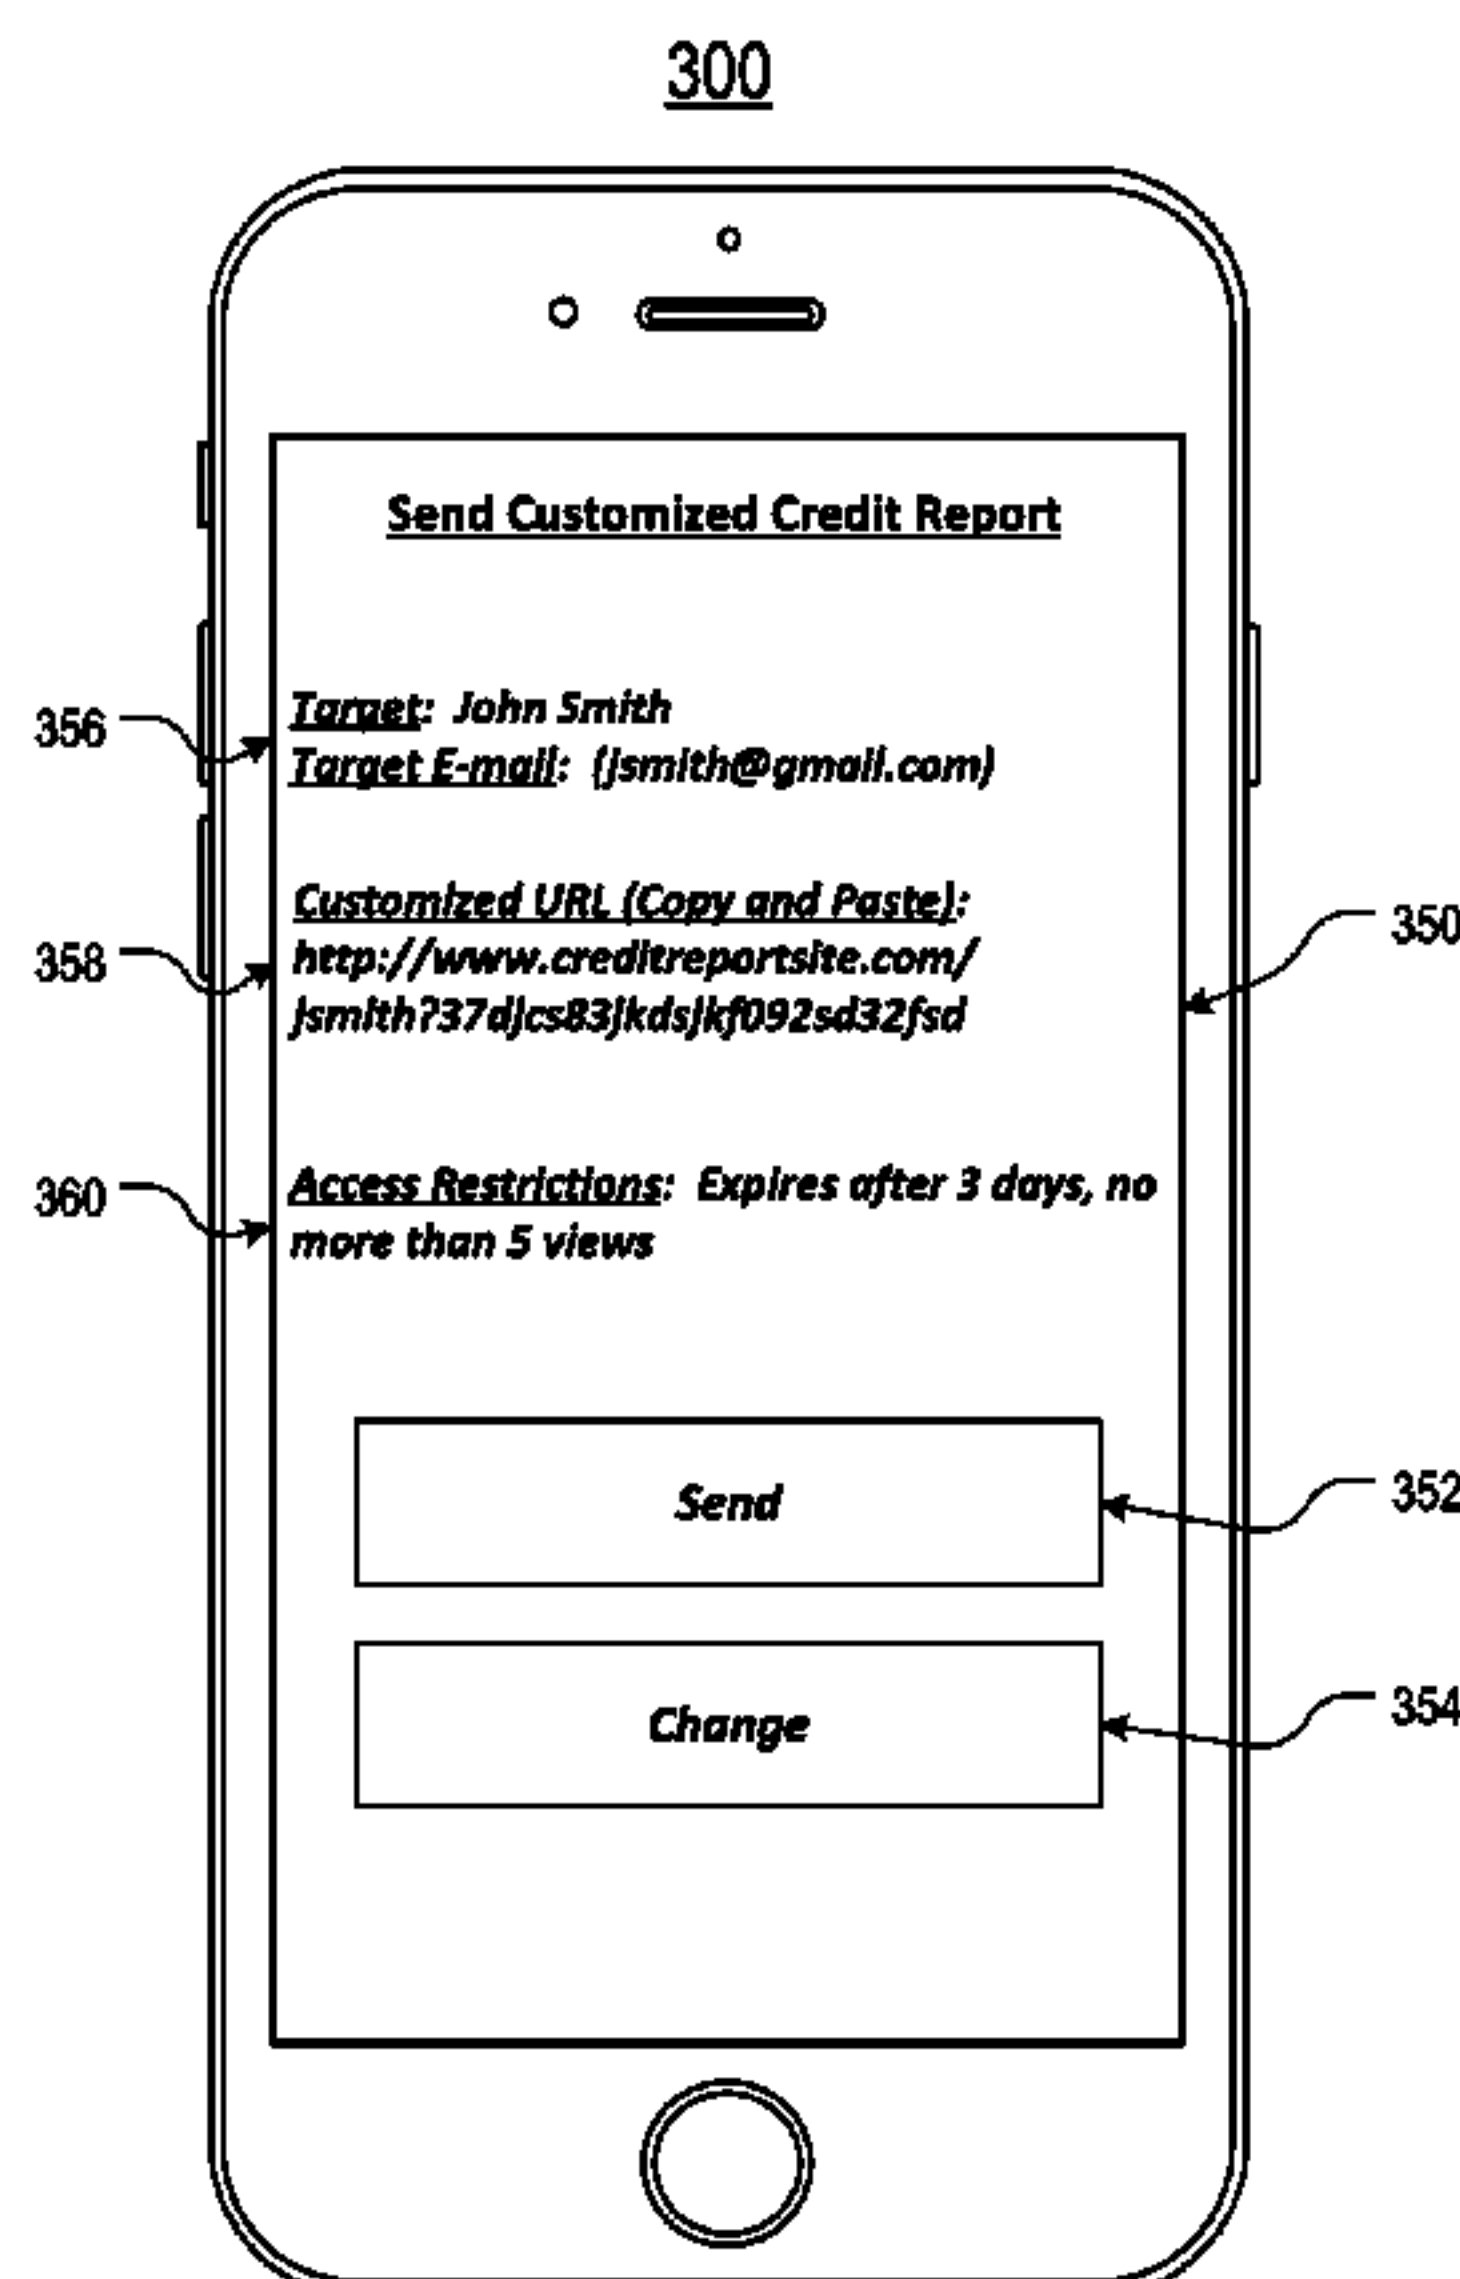 300
Send Customized Credit Report
356
Target: John Smith
Target E-mail: (jsmith@gmail.com)
Customized URL (Copy and Paste):
350
358
http://www.creditreportsite.com/
jsmith?37djcs83jkdsjkf092sd32fsd
360
Access Restrictions: Expires after 3 days, no
more than 5 views
Send
352
Change
354